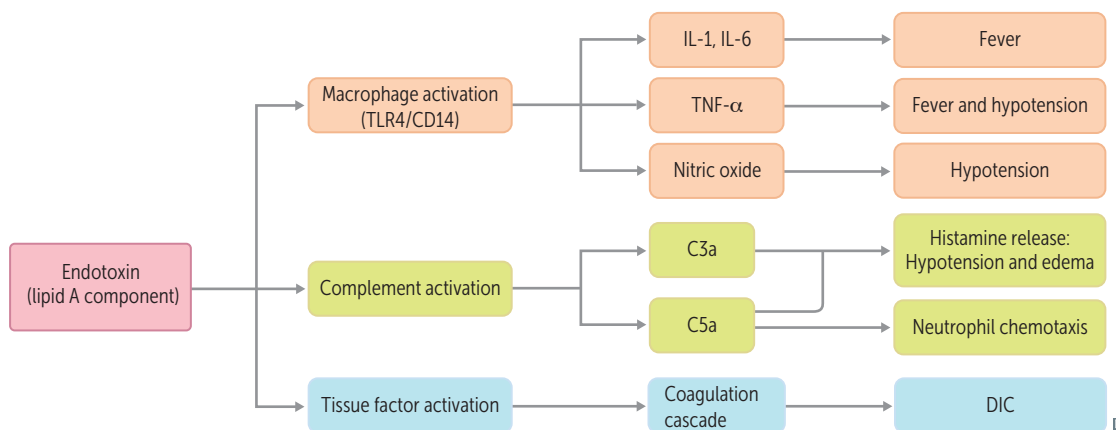 IL-1, IL-6
Fever
Macrophage activation
(TLR4/CD14)
TNF-α
Fever and hypotension
Nitric oxide
Hypotension
Endotoxin
(lipid A component)
Complement activation
C3a
Histamine release:
Hypotension and edema
C5a
Neutrophil chemotaxis
Tissue factor activation
Coagulation
cascade
DIC